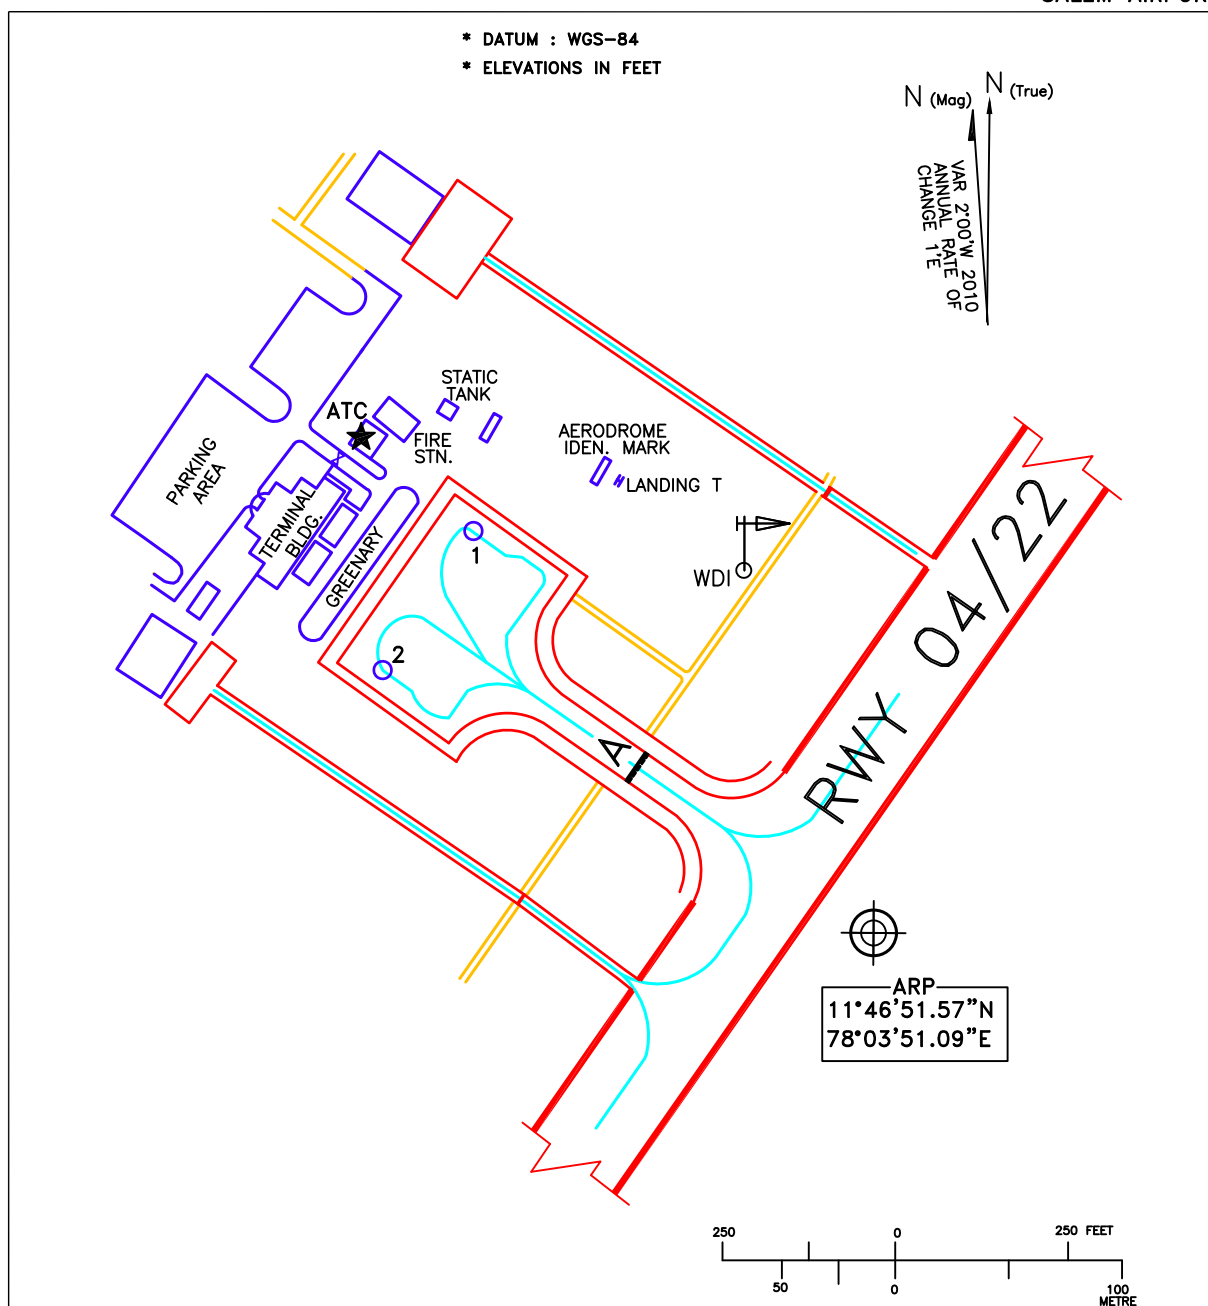 * DATUM : WGS-84
* ELEVATIONS IN FEET
N (Mag)
N (True)
VAR 2°00'W 2010
ANNUAL RATE OF
CHANGE 1'E
STATIC
TANK
ATC
FIRE
STN.
AERODROME
IDEN. MARK
LANDING T
PARKING
AREA
TERMINAL
BLDG.
GREENARY
1
2
WDI
A
RWY 04/22
ARP
11°46'51.57"N
78°03'51.09"E
250 0 250 FEET
50 0 100
METRE